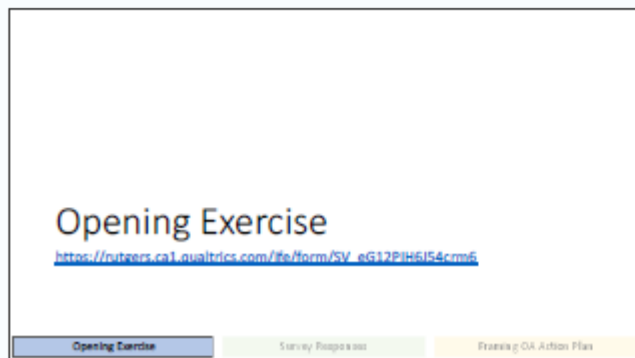 Opening Exercise
https://rutgers.ca1.qualtrics.com/jfe/form/SV_eG12PIH6J54crm6
Opening Exercise
Survey Responses
Framing OA Action Plan